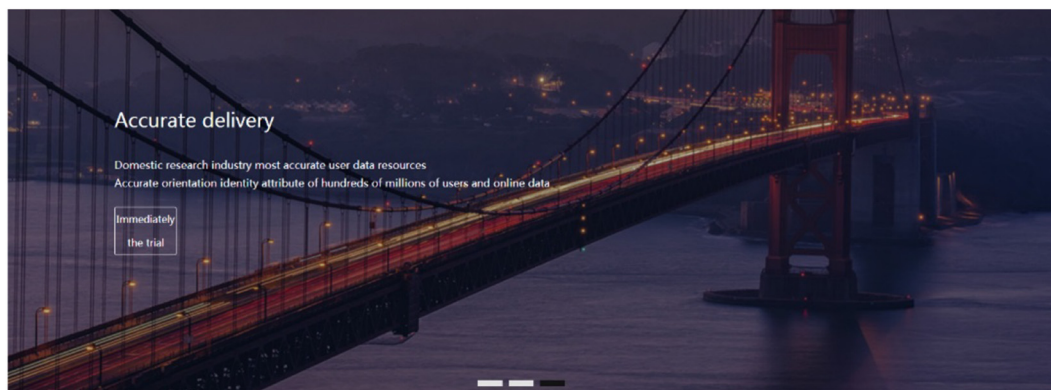 Accurate delivery
Domestic research industry most accurate user data resources
Accurate orientation identity attribute of hundreds of millions of users and online data
Immediately
the trial